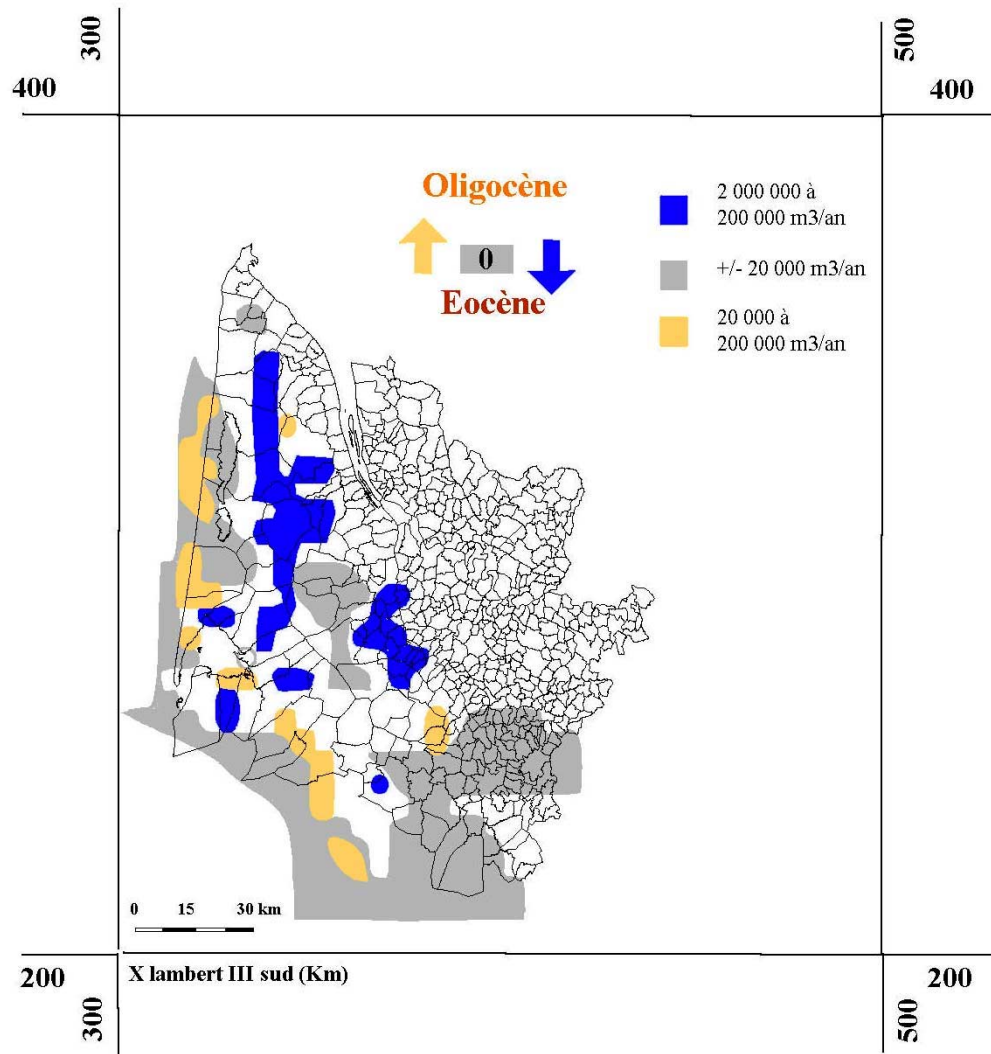 300
500
400
400
Oligocène
0
Eocène
2 000 000 à
200 000 m3/an
+/- 20 000 m3/an
20 000 à
200 000 m3/an
0 15 30 km
X lambert III sud (Km)
200
200
300
500